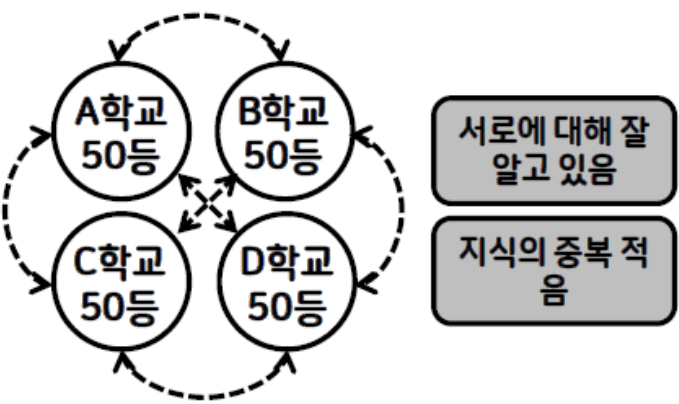 A학교
50등
B학교
50등
C학교
50등
D학교
50등
서로에 대해 잘
알고 있음
지식의 중복 적
음